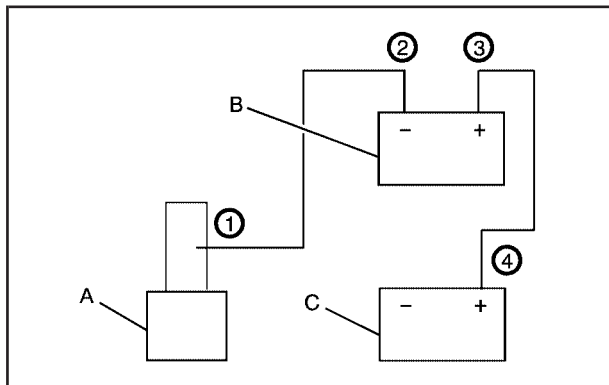 ② ③
B
− +
①
④
A
C
− +